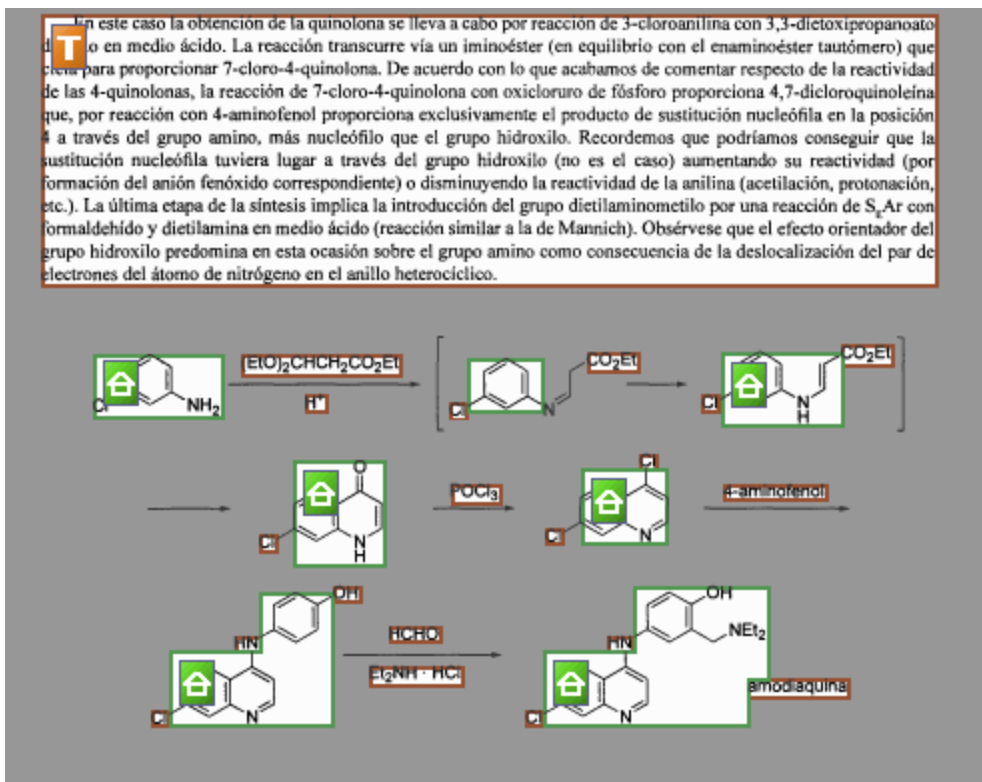 En este caso la obtención de la quinolona se lleva a cabo por reacción de 3-cloroanilina con 3,3-dietoxipropanoato
en medio ácido. La reacción transcurre vía un iminoéster (en equilibrio con el enaminoéster tautómero) que
para proporcionar 7-cloro-4-quinolona. De acuerdo con lo que acabamos de comentar respecto de la reactividad
de las 4-quinolonas, la reacción de 7-cloro-4-quinolona con oxicloruro de fósforo proporciona 4,7-dicloroquinoleína
que, por reacción con 4-aminofenol proporciona exclusivamente el producto de sustitución nucleófila en la posición
4 a través del grupo amino, más nucleófilo que el grupo hidroxilo. Recordemos que podríamos conseguir que la
sustitución nucleófila tuviera lugar a través del grupo hidroxilo (no es el caso) aumentando su reactividad (por
formación del anión fenóxido correspondiente) o disminuyendo la reactividad de la anilina (acetilación, protonación,
etc.). La última etapa de la síntesis implica la introducción del grupo dietilaminometilo por una reacción de SEAr con
formaldehído y dietilamina en medio ácido (reacción similar a la de Mannich). Obsérvese que el efecto orientador del
grupo hidroxilo predomina en esta ocasión sobre el grupo amino como consecuencia de la deslocalización del par de
electrones del átomo de nitrógeno en el anillo heterocíclico.
T
Cl
NH2
(EtO)2CHCH2CO2Et
H+
Cl
N
CO2Et
Cl
N
H
CO2Et
Cl
O
N
H
POCl3
Cl
Cl
N
4-aminofenol
OH
HN
Cl
N
HCHO
Et2NH · HCl
OH
NEt2
HN
Cl
N
amodiaquina